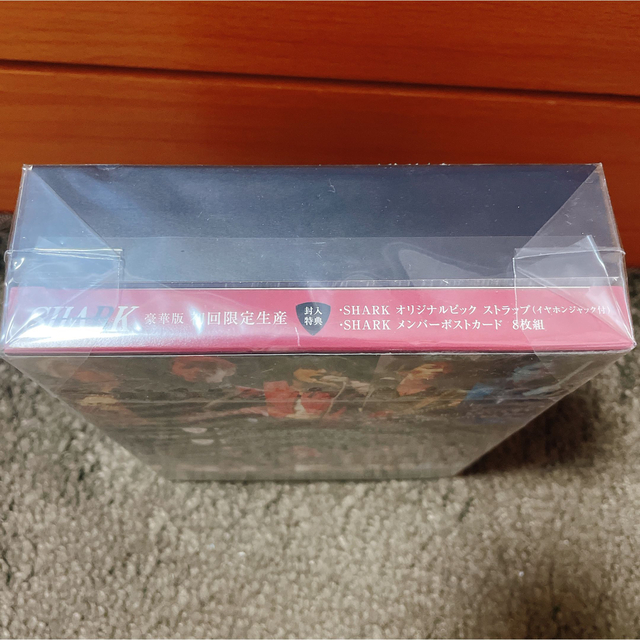 SHARK 豪華版 初回限定生産
封入
特典
・SHARK オリジナルピック ストラップ(イヤホンジャック付)
・SHARK メンバーポストカード 8枚組